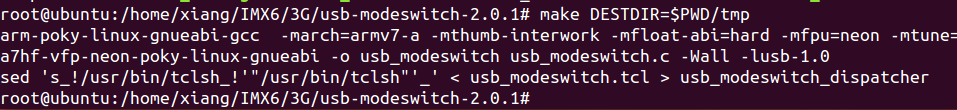 root@ubuntu:/home/xiang/IMX6/3G/usb-modeswitch-2.0.1# make DESTDIR=$PWD/tmp
arm-poky-linux-gnueabi-gcc  -march=armv7-a -mthumb-interwork -mfloat-abi=hard -mfpu=neon -mtune=
a7hf-vfp-neon-poky-linux-gnueabi -o usb_modeswitch usb_modeswitch.c -Wall -lusb-1.0
sed 's_!/usr/bin/tclsh_!'"/usr/bin/tclsh"'_' < usb_modeswitch.tcl > usb_modeswitch_dispatcher
root@ubuntu:/home/xiang/IMX6/3G/usb-modeswitch-2.0.1#